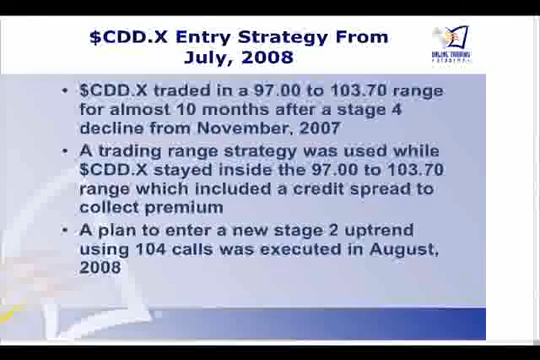 $CDD.X Entry Strategy From
July, 2008
ONLINE TRADING
ACADEMY
• $CDD.X traded in a 97.00 to 103.70 range
for almost 10 months after a stage 4
decline from November, 2007
• A trading range strategy was used while
$CDD.X stayed inside the 97.00 to 103.70
range which included a credit spread to
collect premium
• A plan to enter a new stage 2 uptrend
using 104 calls was executed in August,
2008